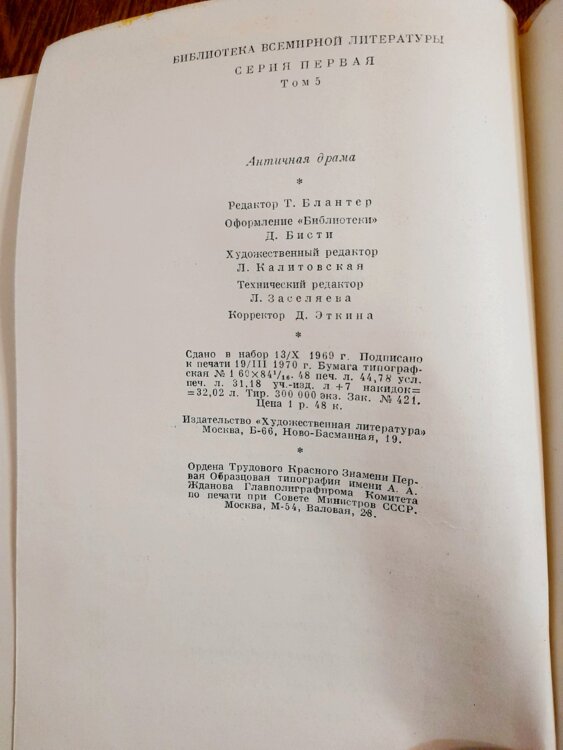 БИБЛИОТЕКА ВСЕМИРНОЙ ЛИТЕРАТУРЫ
СЕРИЯ ПЕРВАЯ
Том 5
Античная драма
*
Редактор Т. Блантер
Оформление «Библиотеки»
Д. Бисти
Художественный редактор
Л. Калитовская
Технический редактор
Л. Заселяева
Корректор Д. Эткина
*
Сдано в набор 13/X 1969 г. Подписано
к печати 19/III 1970 г. Бумага типограф-
ская № 1 60×84¹/₁₆. 48 печ. л. 44,78 усл.
печ. л. 31,18 уч.-изд. л +7 накидок=
=32,02 л. Тир. 300 000 экз. Зак. № 421.
Цена 1 р. 48 к.
Издательство «Художественная литература»
Москва, Б-66, Ново-Басманная, 19.
*
Ордена Трудового Красного Знамени Пер-
вая Образцовая типография имени А. А.
Жданова Главполиграфпрома Комитета
по печати при Совете Министров СССР.
Москва, М-54, Валовая, 28.